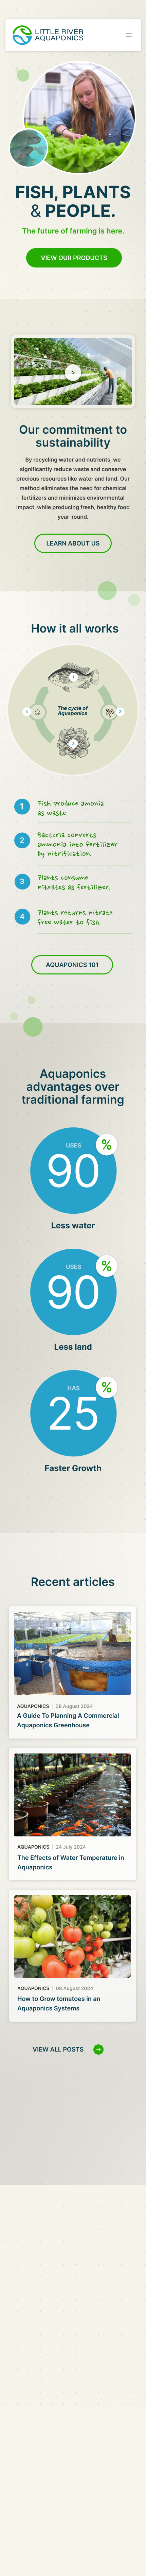 LITTLE RIVER
AQUAPONICS
FISH, PLANTS
& PEOPLE.
The future of farming is here.
VIEW OUR PRODUCTS
Our commitment to
sustainability
By recycling water and nutrients, we
significantly reduce waste and conserve
precious resources like water and land. Our
method eliminates the need for chemical
fertilizers and minimizes environmental
impact, while producing fresh, healthy food
year-round.
LEARN ABOUT US
How it all works
1
4
The cycle of
Aquaponics
2
3
1
Fish produce amonia
as waste.
2
Bacteria converts
ammonia into fertilizer
by nitrification.
3
Plants consume
nitrates as fertilizer.
4
Plants returns nitrate
free water to fish.
AQUAPONICS 101
Aquaponics
advantages over
traditional farming
USES
90
%
Less water
USES
90
%
Less land
HAS
25
%
Faster Growth
Recent articles
AQUAPONICS | 08 August 2024
A Guide To Planning A Commercial
Aquaponics Greenhouse
AQUAPONICS | 24 July 2024
The Effects of Water Temperature in
Aquaponics
AQUAPONICS | 09 August 2024
How to Grow tomatoes in an
Aquaponics Systems
VIEW ALL POSTS